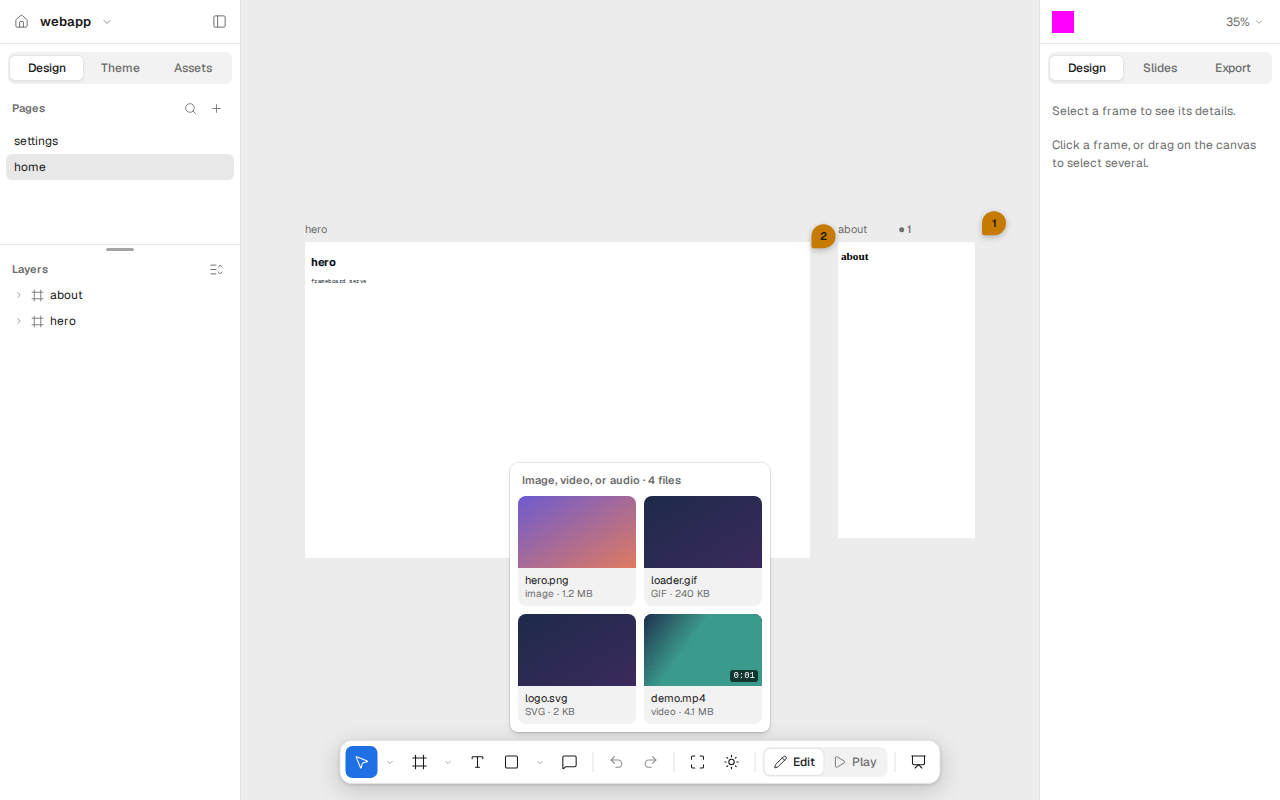 webapp
Design
Theme
Assets
Pages
settings
home
Layers
about
hero
hero
2
about
1
1
hero
frameboard serve
about
Image, video, or audio · 4 files
hero.png
image · 1.2 MB
loader.gif
GIF · 240 KB
logo.svg
SVG · 2 KB
0:01
demo.mp4
video · 4.1 MB
Edit
Play
35%
Design
Slides
Export
Select a frame to see its details.
Click a frame, or drag on the canvas
to select several.